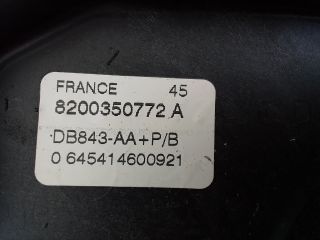 FRANCE 45
8200350772 A
DB843-AA+P/B
0 645414600921